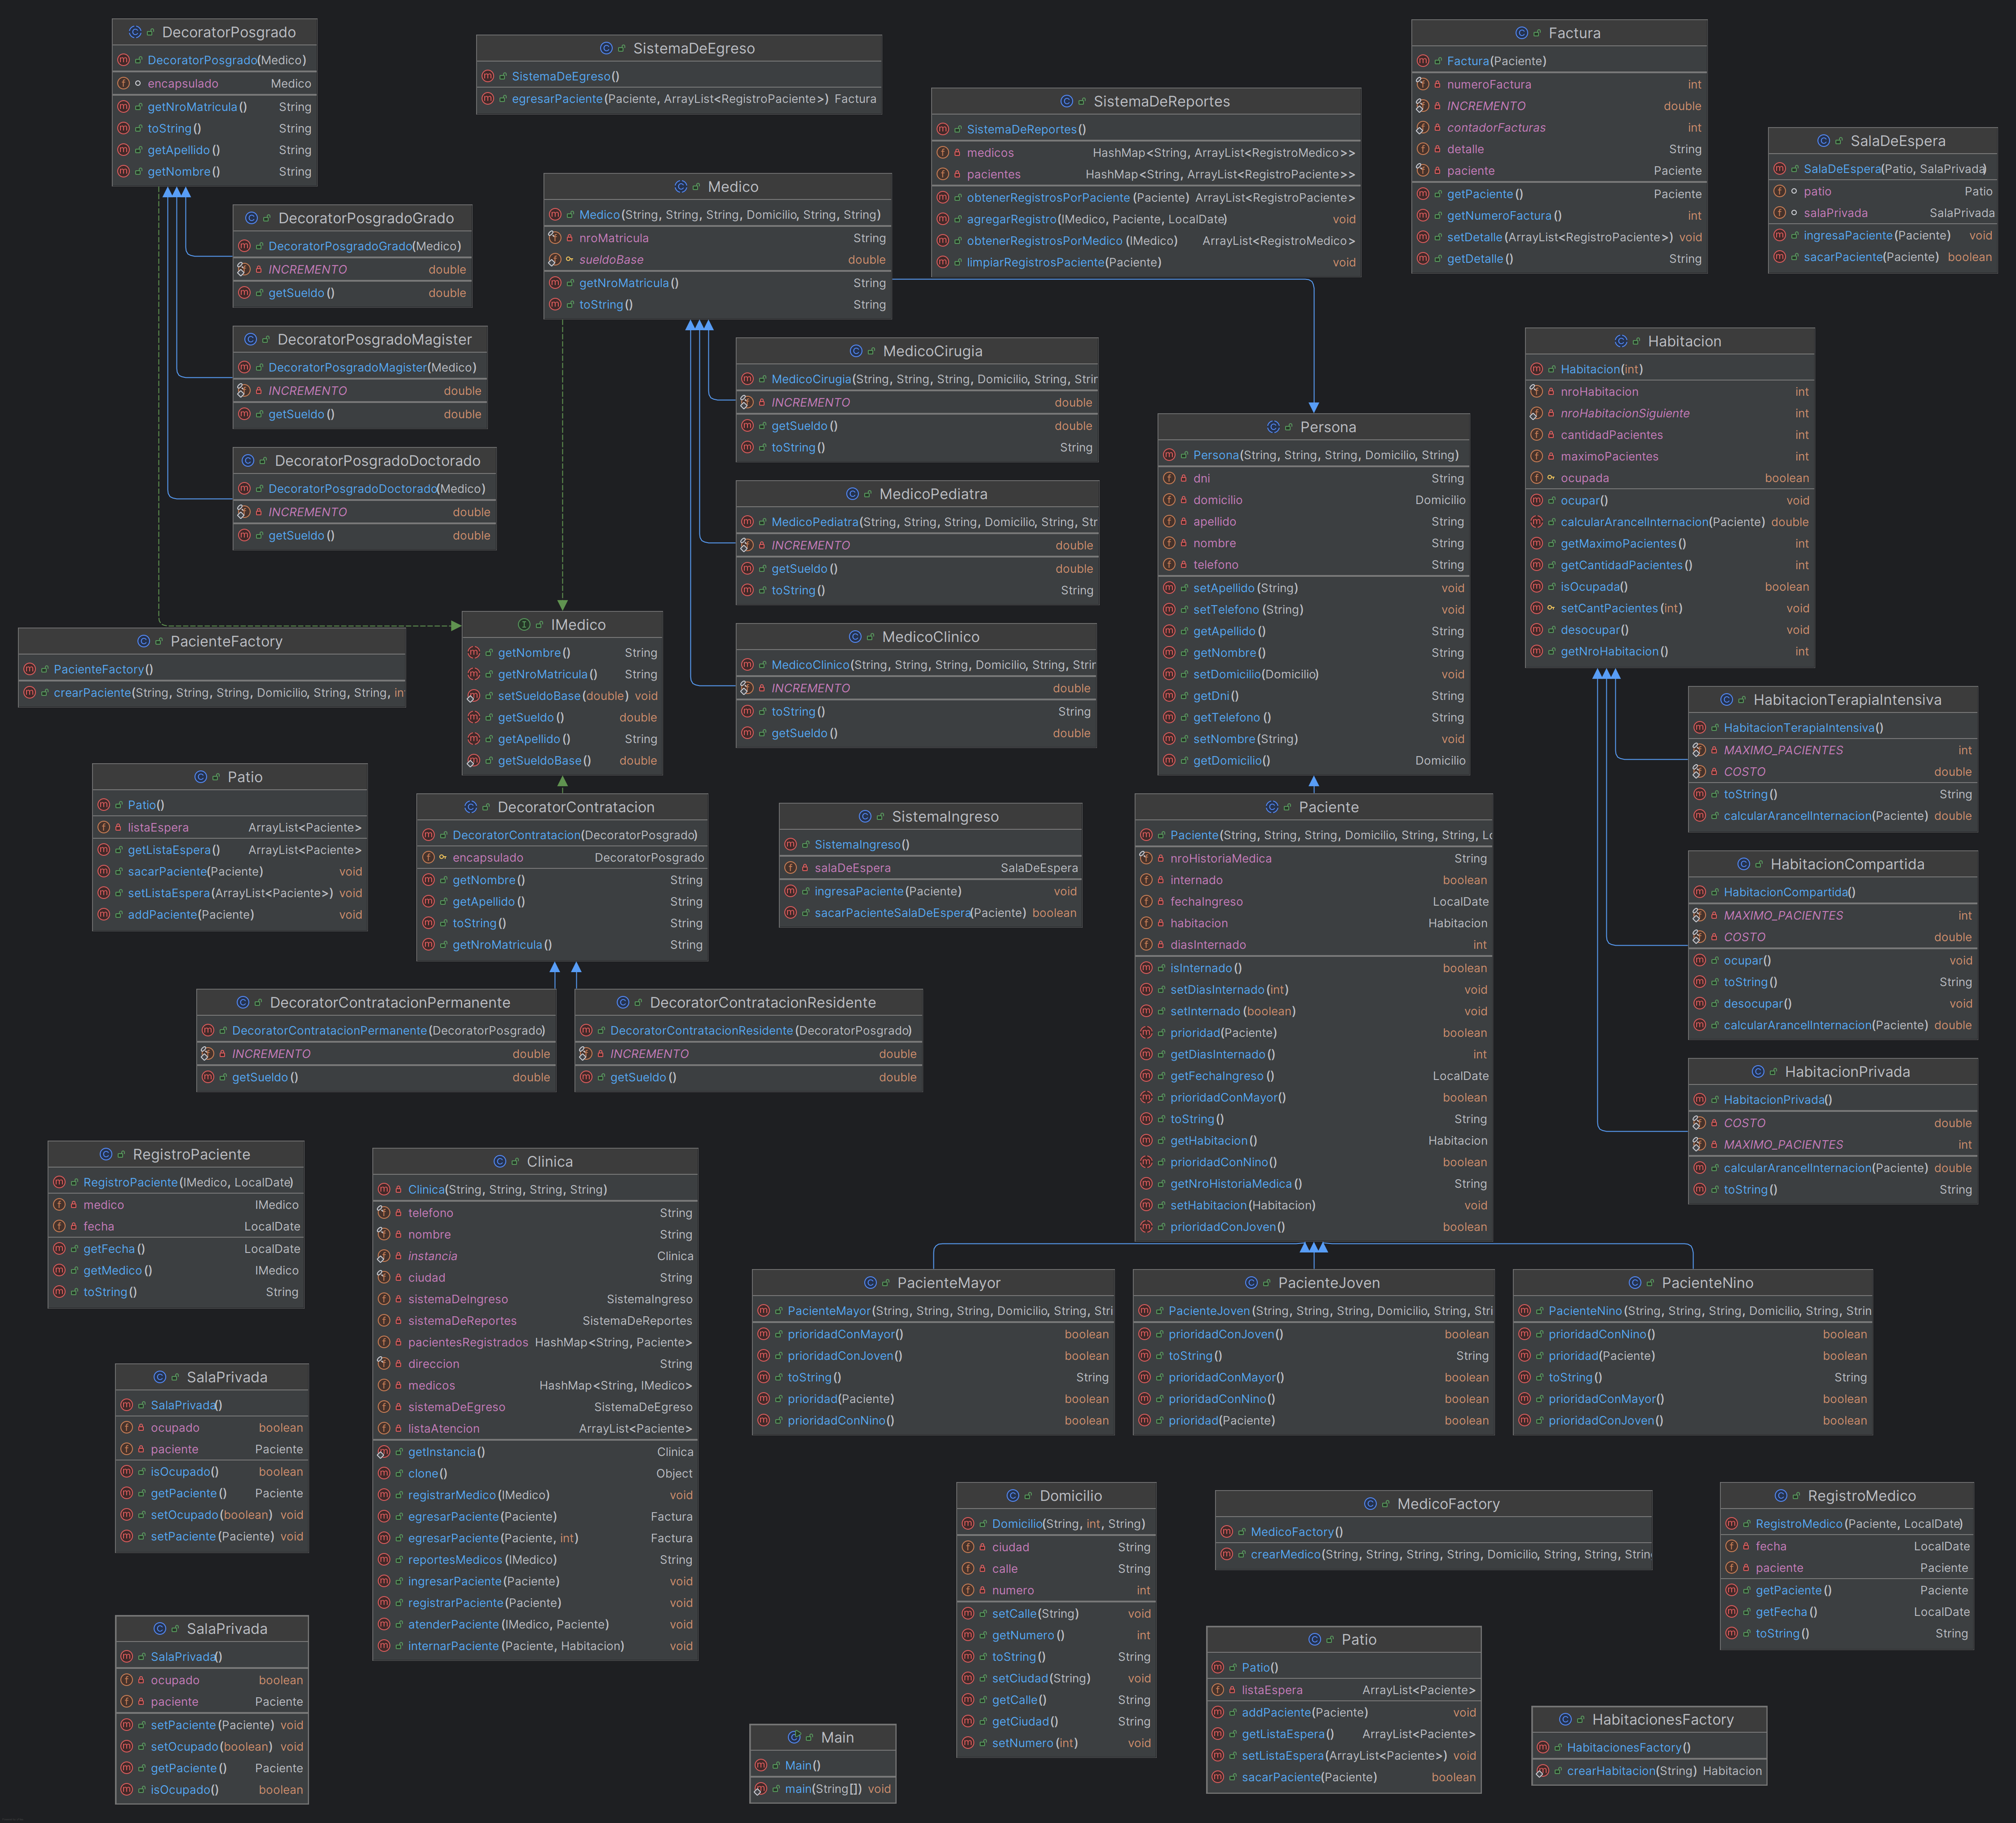 DecoratorPosgrado
DecoratorPosgrado(Medico)
encapsulado Medico
getNroMatricula() String
toString() String
getApellido() String
getNombre() String
SistemaDeEgreso
SistemaDeEgreso()
egresarPaciente(Paciente, ArrayList<RegistroPaciente>) Factura
SistemaDeReportes
SistemaDeReportes()
medicos HashMap<String, ArrayList<RegistroMedico>>
pacientes HashMap<String, ArrayList<RegistroPaciente>>
obtenerRegistrosPorPaciente(Paciente) ArrayList<RegistroPaciente>
agregarRegistro(IMedico, Paciente, LocalDate) void
obtenerRegistrosPorMedico(IMedico) ArrayList<RegistroMedico>
limpiarRegistrosPaciente(Paciente) void
Factura
Factura(Paciente)
numeroFactura int
INCREMENTO double
contadorFacturas int
detalle String
paciente Paciente
getPaciente() Paciente
getNumeroFactura() int
setDetalle(ArrayList<RegistroPaciente>) void
getDetalle() String
SalaDeEspera
SalaDeEspera(Patio, SalaPrivada)
patio Patio
salaPrivada SalaPrivada
ingresaPaciente(Paciente) void
sacarPaciente(Paciente) boolean
Medico
Medico(String, String, String, Domicilio, String, String)
nroMatricula String
sueldoBase double
getNroMatricula() String
toString() String
DecoratorPosgradoGrado
DecoratorPosgradoGrado(Medico)
INCREMENTO double
getSueldo() double
DecoratorPosgradoMagister
DecoratorPosgradoMagister(Medico)
INCREMENTO double
getSueldo() double
DecoratorPosgradoDoctorado
DecoratorPosgradoDoctorado(Medico)
INCREMENTO double
getSueldo() double
MedicoCirugia
MedicoCirugia(String, String, String, Domicilio, String, Strir
INCREMENTO double
getSueldo() double
toString() String
MedicoPediatra
MedicoPediatra(String, String, String, Domicilio, String, Str
INCREMENTO double
getSueldo() double
toString() String
MedicoClinico
MedicoClinico(String, String, String, Domicilio, String, Strir
INCREMENTO double
toString() String
getSueldo() double
Persona
Persona(String, String, String, Domicilio, String)
dni String
domicilio Domicilio
apellido String
nombre String
telefono String
setApellido(String) void
setTelefono(String) void
getApellido() String
getNombre() String
setDomicilio(Domicilio) void
getDni() String
getTelefono() String
setNombre(String) void
getDomicilio() Domicilio
Habitacion
Habitacion(int)
nroHabitacion int
nroHabitacionSiguiente int
cantidadPacientes int
maximoPacientes int
ocupada boolean
ocupar() void
calcularArancelInternacion(Paciente) double
getMaximoPacientes() int
getCantidadPacientes() int
isOcupada() boolean
setCantPacientes(int) void
desocupar() void
getNroHabitacion() int
IMedico
getNombre() String
getNroMatricula() String
setSueldoBase(double) void
getSueldo() double
getApellido() String
getSueldoBase() double
PacienteFactory
PacienteFactory()
crearPaciente(String, String, String, Domicilio, String, String, in
Patio
Patio()
listaEspera ArrayList<Paciente>
getListaEspera() ArrayList<Paciente>
sacarPaciente(Paciente) void
setListaEspera(ArrayList<Paciente>) void
addPaciente(Paciente) void
DecoratorContratacion
DecoratorContratacion(DecoratorPosgrado)
encapsulado DecoratorPosgrado
getNombre() String
getApellido() String
toString() String
getNroMatricula() String
SistemaIngreso
SistemaIngreso()
salaDeEspera SalaDeEspera
ingresaPaciente(Paciente) void
sacarPacienteSalaDeEspera(Paciente) boolean
Paciente
Paciente(String, String, String, Domicilio, String, String, Lc
nroHistoriaMedica String
internado boolean
fechaIngreso LocalDate
habitacion Habitacion
diasInternado int
isInternado() boolean
setDiasInternado(int) void
setInternado(boolean) void
prioridad(Paciente) boolean
getDiasInternado() int
getFechaIngreso() LocalDate
prioridadConMayor() boolean
toString() String
getHabitacion() Habitacion
prioridadConNino() boolean
getNroHistoriaMedica() String
setHabitacion(Habitacion) void
prioridadConJoven() boolean
HabitacionTerapiaIntensiva
HabitacionTerapiaIntensiva()
MAXIMO_PACIENTES int
COSTO double
toString() String
calcularArancelInternacion(Paciente) double
HabitacionCompartida
HabitacionCompartida()
MAXIMO_PACIENTES int
COSTO double
ocupar() void
toString() String
desocupar() void
calcularArancelInternacion(Paciente) double
HabitacionPrivada
HabitacionPrivada()
COSTO double
MAXIMO_PACIENTES int
calcularArancelInternacion(Paciente) double
toString() String
DecoratorContratacionPermanente
DecoratorContratacionPermanente(DecoratorPosgrado)
INCREMENTO double
getSueldo() double
DecoratorContratacionResidente
DecoratorContratacionResidente(DecoratorPosgrado)
INCREMENTO double
getSueldo() double
RegistroPaciente
RegistroPaciente(IMedico, LocalDate)
medico IMedico
fecha LocalDate
getFecha() LocalDate
getMedico() IMedico
toString() String
Clinica
Clinica(String, String, String, String)
telefono String
nombre String
instancia Clinica
ciudad String
sistemaDeIngreso SistemaIngreso
sistemaDeReportes SistemaDeReportes
pacientesRegistrados HashMap<String, Paciente>
direccion String
medicos HashMap<String, IMedico>
sistemaDeEgreso SistemaDeEgreso
listaAtencion ArrayList<Paciente>
getInstancia() Clinica
clone() Object
registrarMedico(IMedico) void
egresarPaciente(Paciente) Factura
egresarPaciente(Paciente, int) Factura
reportesMedicos(IMedico) String
ingresarPaciente(Paciente) void
registrarPaciente(Paciente) void
atenderPaciente(IMedico, Paciente) void
internarPaciente(Paciente, Habitacion) void
PacienteMayor
PacienteMayor(String, String, String, Domicilio, String, Stri
prioridadConMayor() boolean
prioridadConJoven() boolean
toString() String
prioridad(Paciente) boolean
prioridadConNino() boolean
PacienteJoven
PacienteJoven(String, String, String, Domicilio, String, Stri
prioridadConJoven() boolean
toString() String
prioridadConMayor() boolean
prioridadConNino() boolean
prioridad(Paciente) boolean
PacienteNino
PacienteNino(String, String, String, Domicilio, String, Strin
prioridadConNino() boolean
prioridad(Paciente) boolean
toString() String
prioridadConMayor() boolean
prioridadConJoven() boolean
SalaPrivada
SalaPrivada()
ocupado boolean
paciente Paciente
isOcupado() boolean
getPaciente() Paciente
setOcupado(boolean) void
setPaciente(Paciente) void
Domicilio
Domicilio(String, int, String)
ciudad String
calle String
numero int
setCalle(String) void
getNumero() int
toString() String
setCiudad(String) void
getCalle() String
getCiudad() String
setNumero(int) void
MedicoFactory
MedicoFactory()
crearMedico(String, String, String, String, Domicilio, String, String, Strin
RegistroMedico
RegistroMedico(Paciente, LocalDate)
fecha LocalDate
paciente Paciente
getPaciente() Paciente
getFecha() LocalDate
toString() String
SalaPrivada
SalaPrivada()
ocupado boolean
paciente Paciente
setPaciente(Paciente) void
setOcupado(boolean) void
getPaciente() Paciente
isOcupado() boolean
Main
Main()
main(String[]) void
Patio
Patio()
listaEspera ArrayList<Paciente>
addPaciente(Paciente) void
getListaEspera() ArrayList<Paciente>
setListaEspera(ArrayList<Paciente>) void
sacarPaciente(Paciente) boolean
HabitacionesFactory
HabitacionesFactory()
crearHabitacion(String) Habitacion